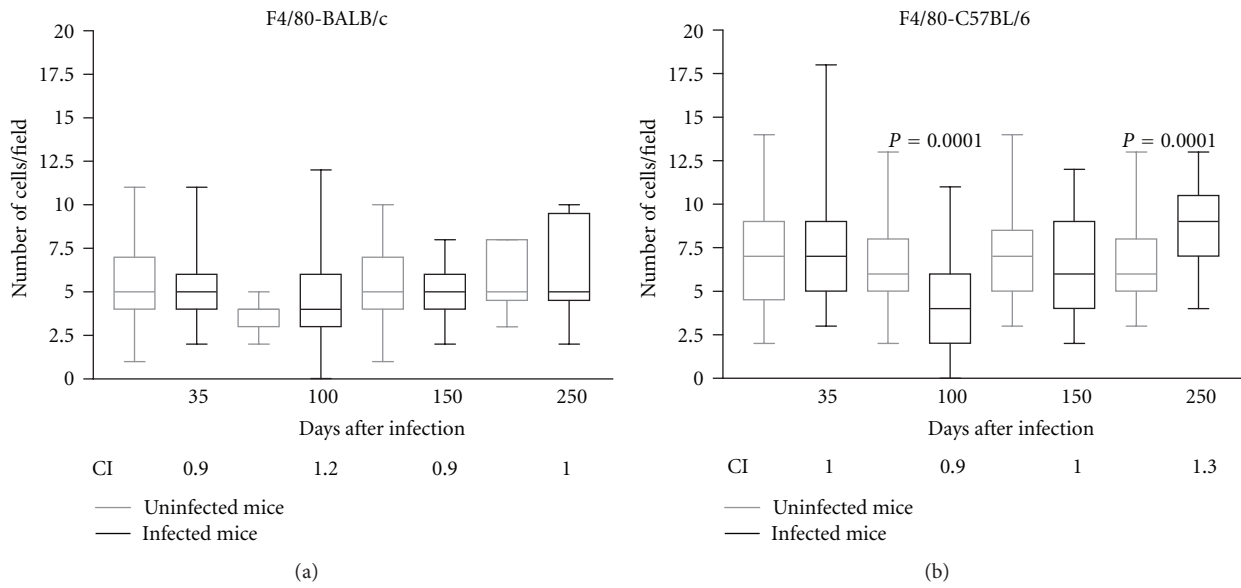 F4/80-BALB/c
20
17.5
15
12.5
10
7.5
5
2.5
0
Number of cells/field
35 100 150 250
Days after infection
CI 0.9 1.2 0.9 1
Uninfected mice
Infected mice
(a)
F4/80-C57BL/6
20
17.5
15
12.5
10
7.5
5
2.5
0
Number of cells/field
P = 0.0001 P = 0.0001
35 100 150 250
Days after infection
CI 1 0.9 1 1.3
Uninfected mice
Infected mice
(b)